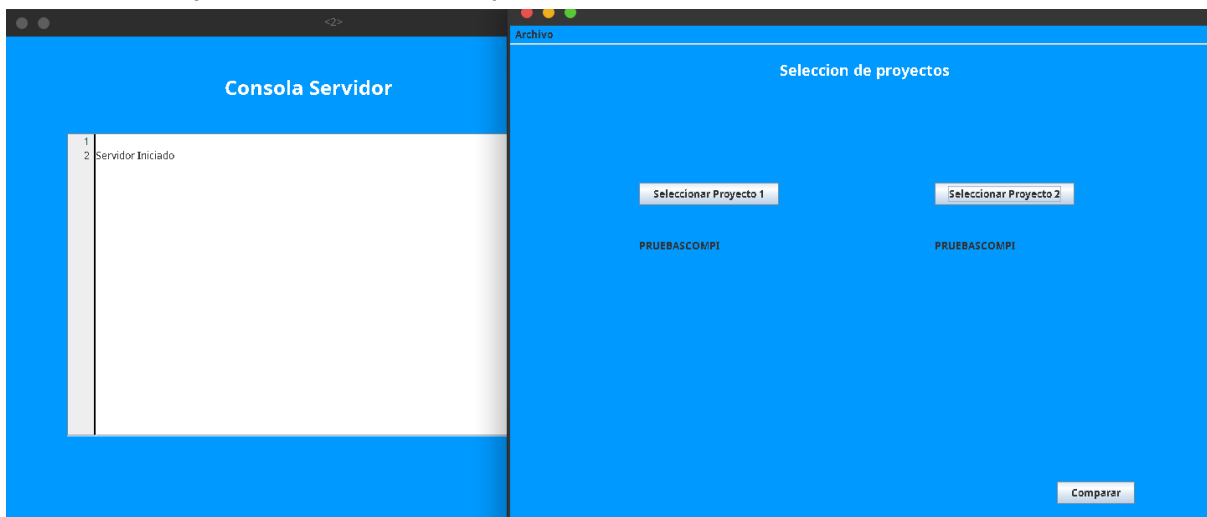 <2>
Consola Servidor
1
2 Servidor Iniciado
Archivo
Seleccion de proyectos
Seleccionar Proyecto 1
Seleccionar Proyecto 2
PRUEBASCOMPI
PRUEBASCOMPI
Comparar